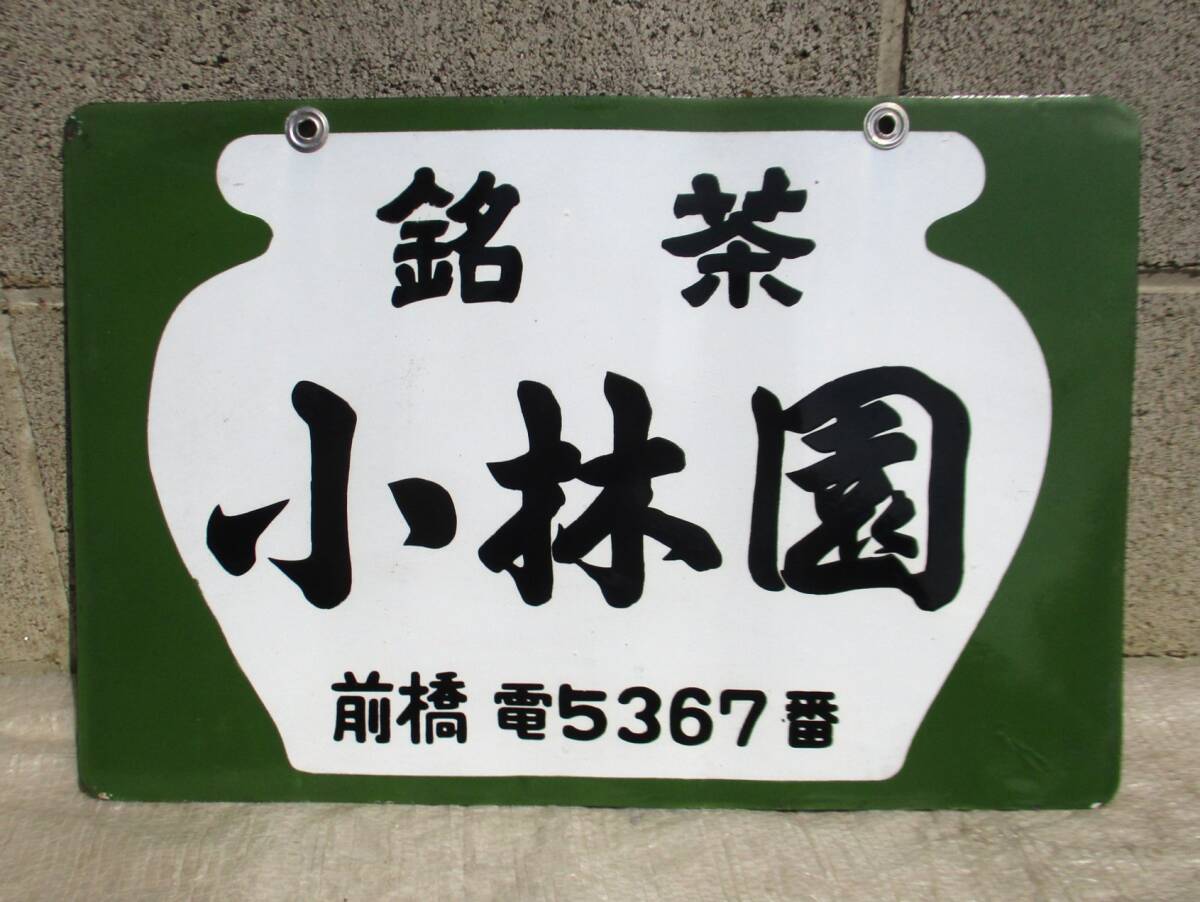 銘 茶
小林園
前橋 電5367番